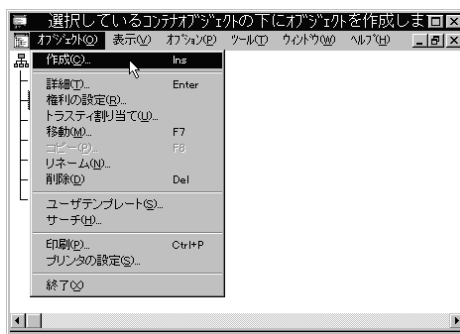 選択しているｺﾝﾃﾅｵﾌﾞｼﾞｪｸﾄの下にｵﾌﾞｼﾞｪｸﾄを作成しま
ｵﾌﾞｼﾞｪｸﾄ(O) 表示(V) ｵﾌﾟｼｮﾝ(P) ﾂｰﾙ(T) ｳｨﾝﾄﾞｳ(W) ﾍﾙﾌﾟ(H)
作成(C)... Ins
詳細(T)... Enter
権利の設定(R)...
トラスティ割り当て(U)...
移動(M)... F7
コピー(P)... F8
リネーム(N)...
削除(D) Del
ユーザテンプレート(S)...
サーチ(H)...
印刷(P)... Ctrl+P
プリンタの設定(S)...
終了(X)